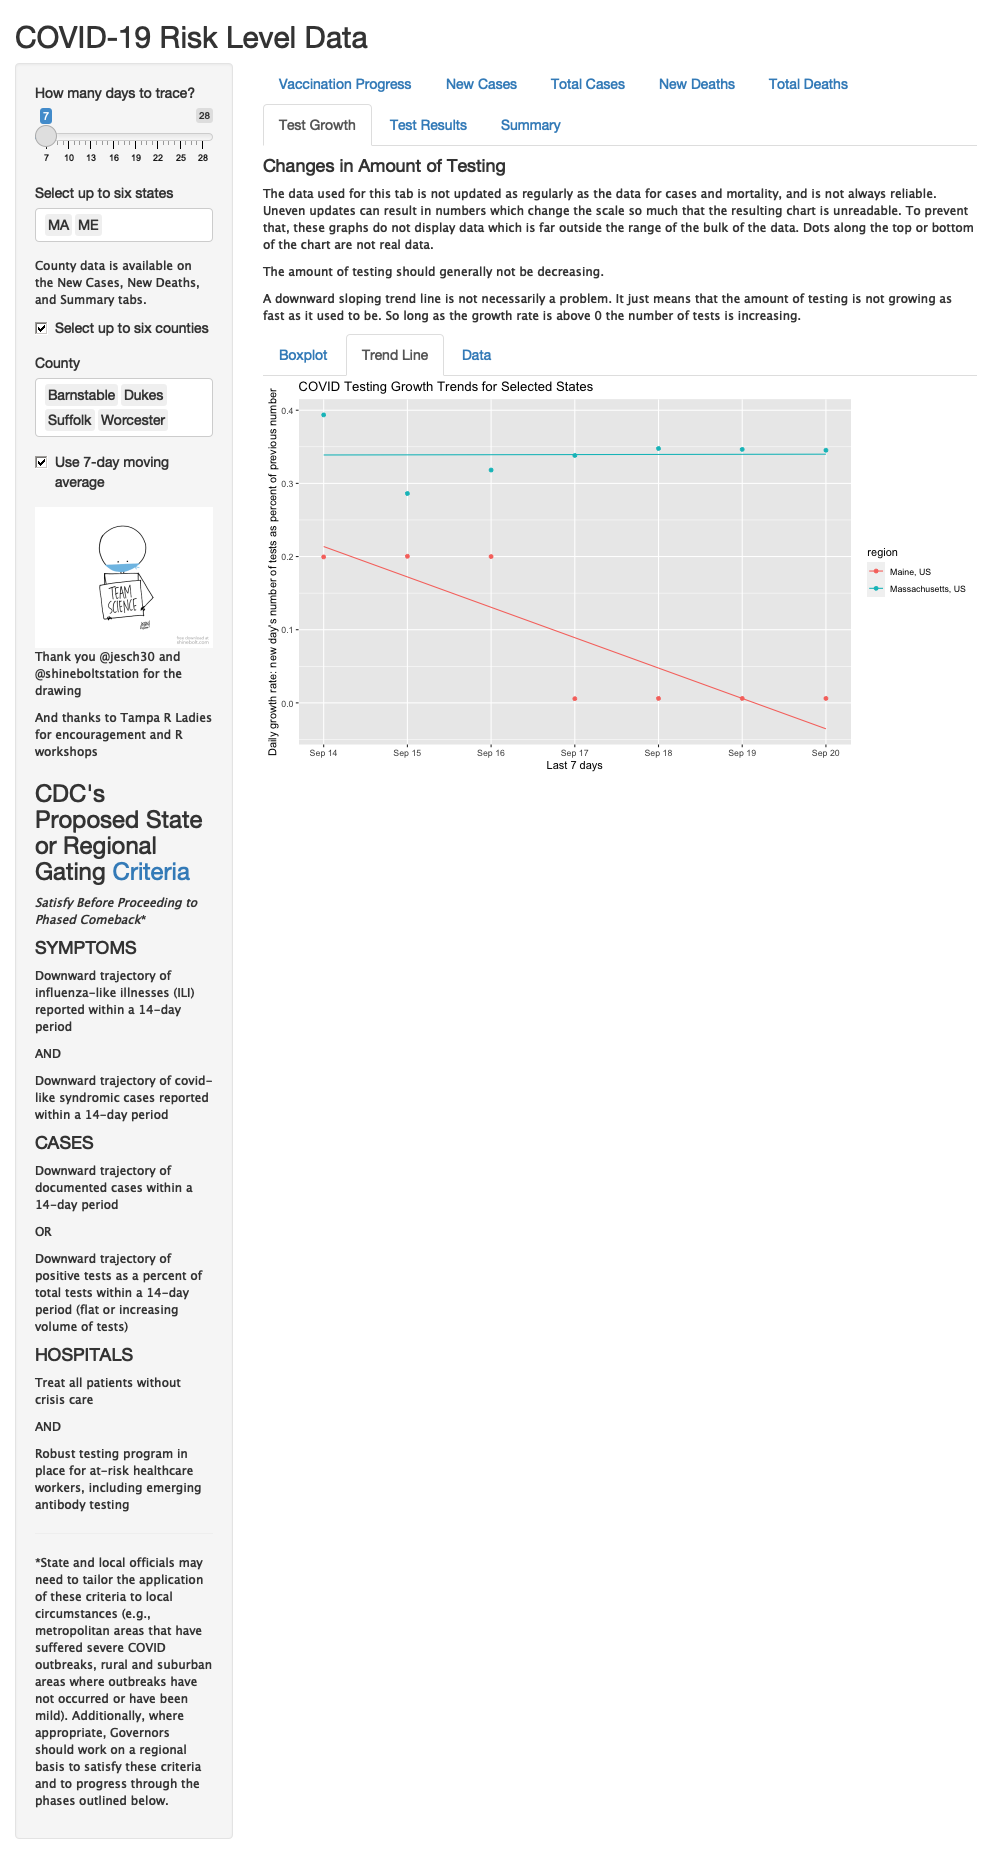 COVID-19 Risk Level Data
How many days to trace?
7
28
7 10 13 16 19 22 25 28
Select up to six states
MA ME
County data is available on
the New Cases, New Deaths,
and Summary tabs.
Select up to six counties
County
Barnstable Dukes
Suffolk Worcester
Use 7-day moving
average
TEAM
SCIENCE
free download at
shinebolt.com
Thank you @jesch30 and
@shineboltstation for the
drawing
And thanks to Tampa R Ladies
for encouragement and R
workshops
CDC's
Proposed State
or Regional
Gating Criteria
Satisfy Before Proceeding to
Phased Comeback*
SYMPTOMS
Downward trajectory of
influenza-like illnesses (ILI)
reported within a 14-day
period
AND
Downward trajectory of covid-
like syndromic cases reported
within a 14-day period
CASES
Downward trajectory of
documented cases within a
14-day period
OR
Downward trajectory of
positive tests as a percent of
total tests within a 14-day
period (flat or increasing
volume of tests)
HOSPITALS
Treat all patients without
crisis care
AND
Robust testing program in
place for at-risk healthcare
workers, including emerging
antibody testing
*State and local officials may
need to tailor the application
of these criteria to local
circumstances (e.g.,
metropolitan areas that have
suffered severe COVID
outbreaks, rural and suburban
areas where outbreaks have
not occurred or have been
mild). Additionally, where
appropriate, Governors
should work on a regional
basis to satisfy these criteria
and to progress through the
phases outlined below.
Vaccination Progress New Cases Total Cases New Deaths Total Deaths
Test Growth Test Results Summary
Changes in Amount of Testing
The data used for this tab is not updated as regularly as the data for cases and mortality, and is not always reliable.
Uneven updates can result in numbers which change the scale so much that the resulting chart is unreadable. To prevent
that, these graphs do not display data which is far outside the range of the bulk of the data. Dots along the top or bottom
of the chart are not real data.
The amount of testing should generally not be decreasing.
A downward sloping trend line is not necessarily a problem. It just means that the amount of testing is not growing as
fast as it used to be. So long as the growth rate is above 0 the number of tests is increasing.
Boxplot Trend Line Data
COVID Testing Growth Trends for Selected States
Daily growth rate: new day's number of tests as percent of previous number
0.4
0.3
0.2
0.1
0.0
Sep 14 Sep 15 Sep 16 Sep 17 Sep 18 Sep 19 Sep 20
Last 7 days
region
Maine, US
Massachusetts, US